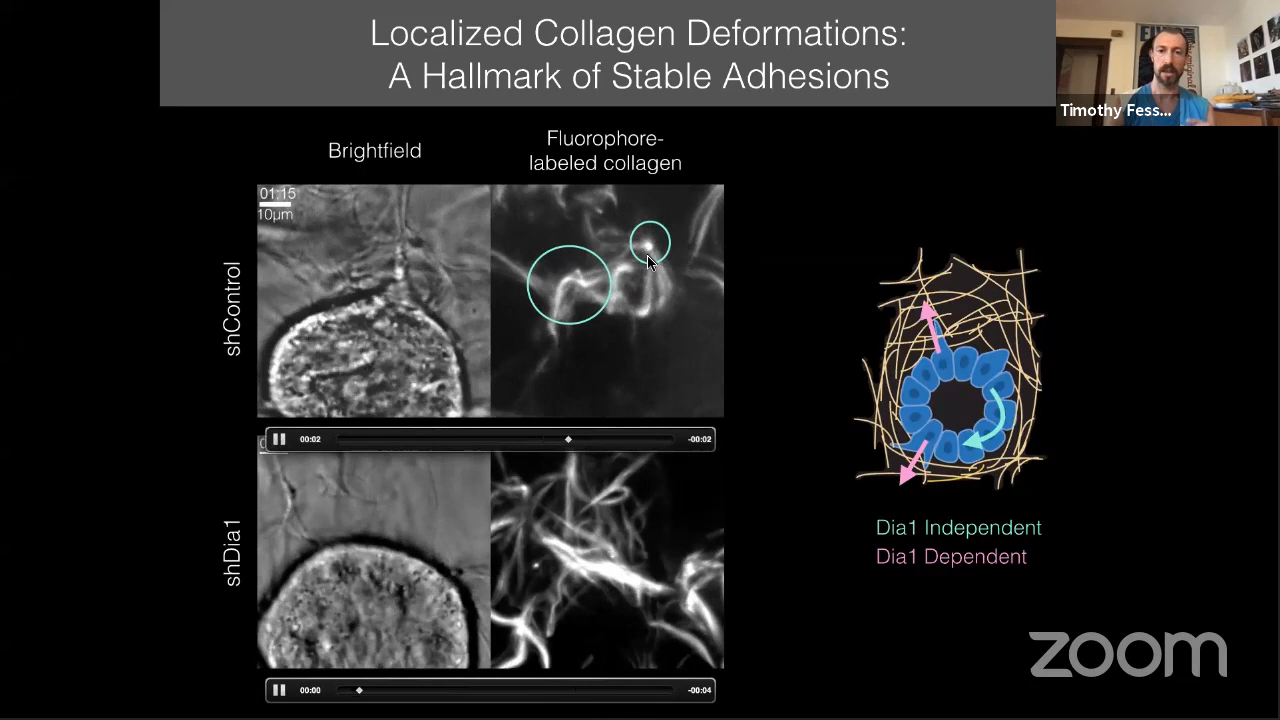 Localized Collagen Deformations:
A Hallmark of Stable Adhesions
Timothy Fess...
Brightfield
Fluorophore-
labeled collagen
01:15
10μm
shControl
00:02
-00:02
shDia1
00:00
-00:04
Dia1 Independent
Dia1 Dependent
zoom